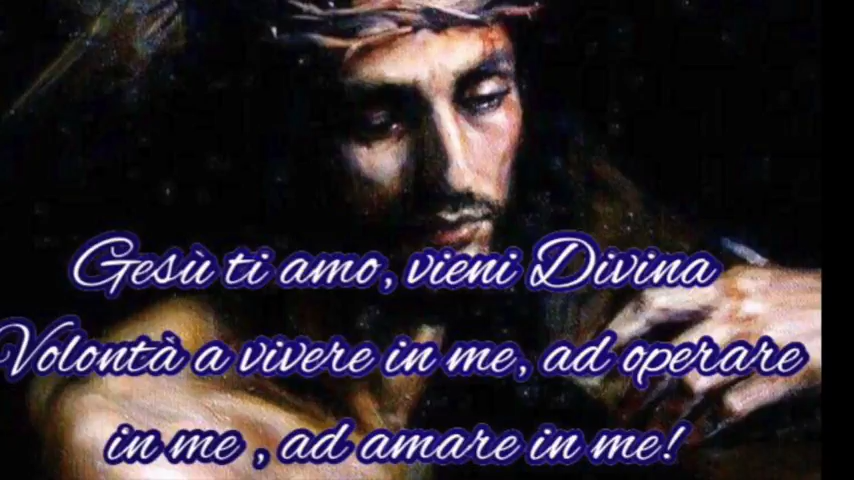 Gesù ti amo, vieni Divina
Volontà a vivere in me, ad operare
in me , ad amare in me!